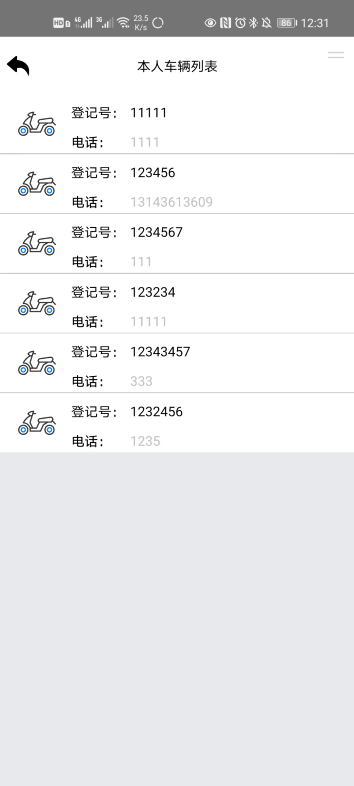 HD 4G 3G 23.5 K/s 86 12:31
本人车辆列表
登记号： 11111
电话： 1111
登记号： 123456
电话： 13143613609
登记号： 1234567
电话： 111
登记号： 123234
电话： 11111
登记号： 12343457
电话： 333
登记号： 1232456
电话： 1235